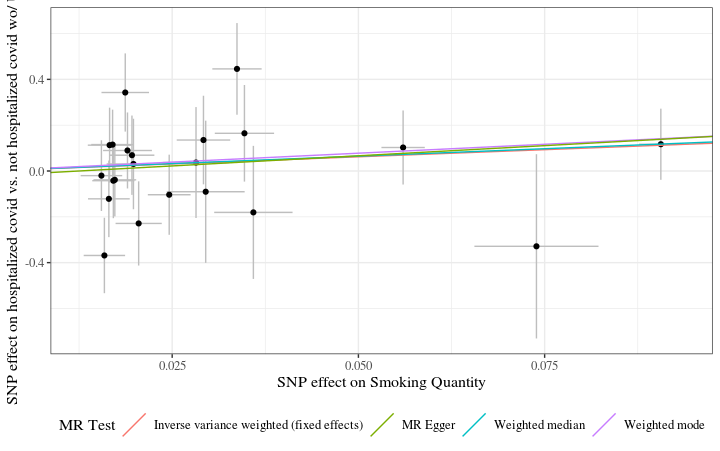 SNP effect on hospitalized covid vs. not hospitalized covid wo/
0.4
0.0
-0.4
0.025
0.050
0.075
SNP effect on Smoking Quantity
MR Test
Inverse variance weighted (fixed effects)
MR Egger
Weighted median
Weighted mode